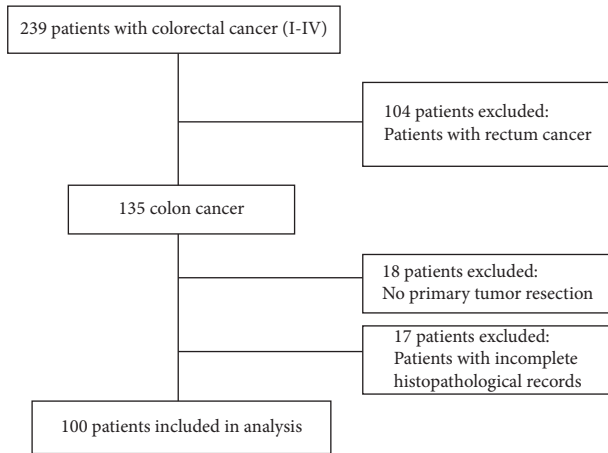 239 patients with colorectal cancer (I-IV)
104 patients excluded:
Patients with rectum cancer
135 colon cancer
18 patients excluded:
No primary tumor resection
17 patients excluded:
Patients with incomplete
histopathological records
100 patients included in analysis